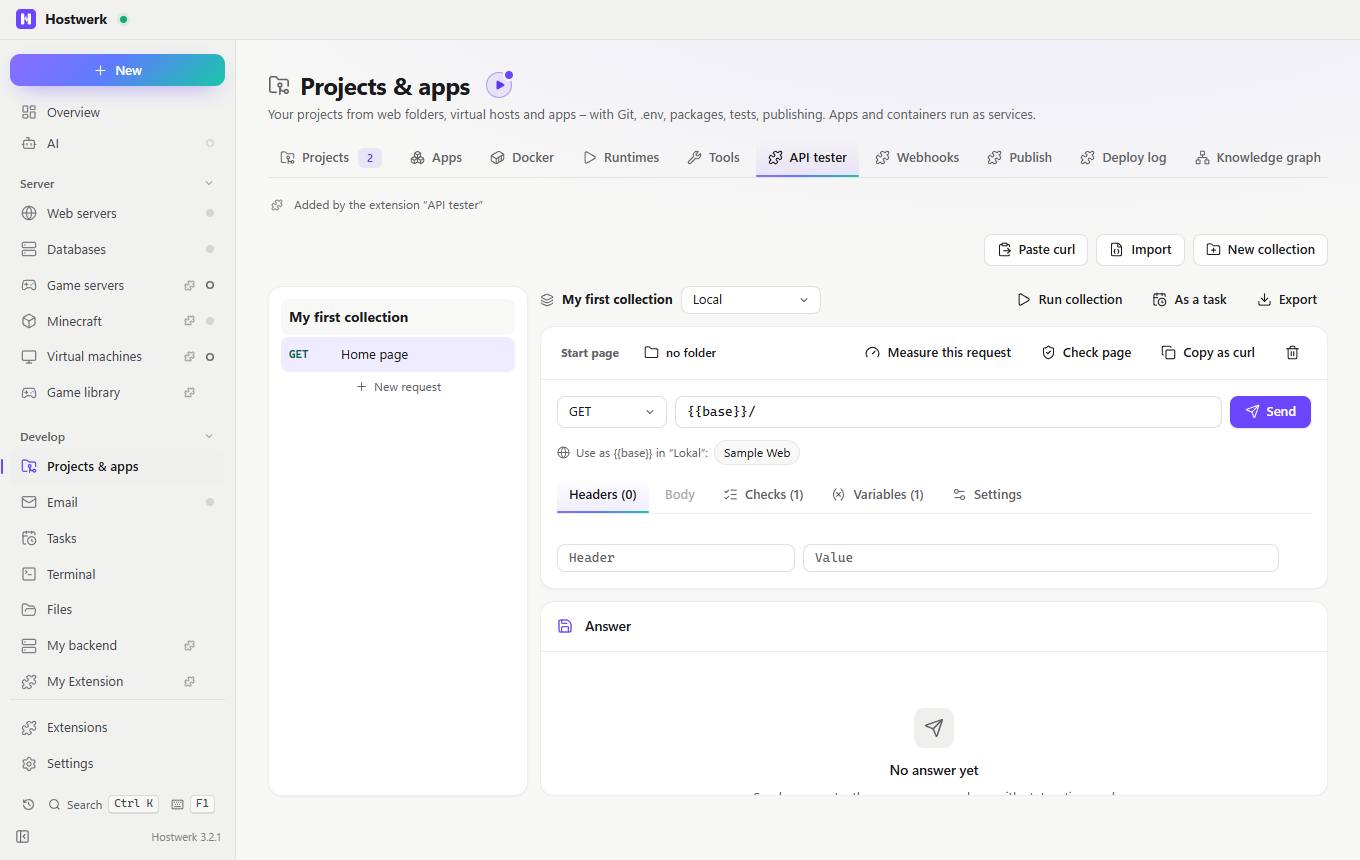 Hostwerk
New
Overview
AI
Server
Web servers
Databases
Game servers
Minecraft
Virtual machines
Game library
Develop
Projects & apps
Email
Tasks
Terminal
Files
My backend
My Extension
Extensions
Settings
Search Ctrl K F1
Hostwerk 3.2.1
Projects & apps
Your projects from web folders, virtual hosts and apps – with Git, .env, packages, tests, publishing. Apps and containers run as services.
Projects 2 Apps Docker Runtimes Tools API tester Webhooks Publish Deploy log Knowledge graph
Added by the extension “API tester”
Paste curl Import New collection
My first collection
GET Home page
New request
My first collection Local Run collection As a task Export
Start page no folder Measure this request Check page Copy as curl
GET {{base}}/ Send
Use as {{base}} in “Lokal”: Sample Web
Headers (0) Body Checks (1) Variables (1) Settings
Header Value
Answer
No answer yet